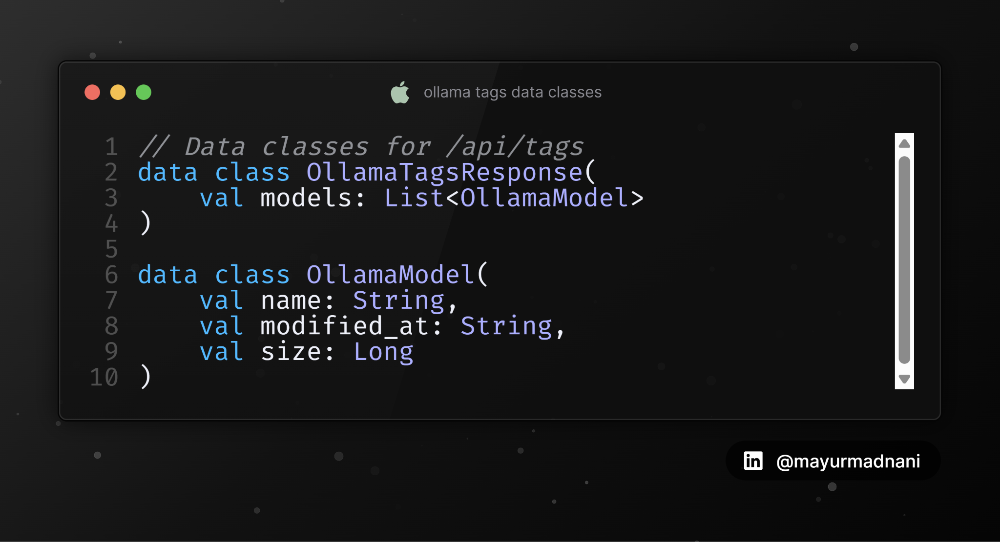 ollama tags data classes
1 // Data classes for /api/tags
2 data class OllamaTagsResponse(
3     val models: List<OllamaModel>
4 )
5
6 data class OllamaModel(
7     val name: String,
8     val modified_at: String,
9     val size: Long
10 )
in @mayurmadnani